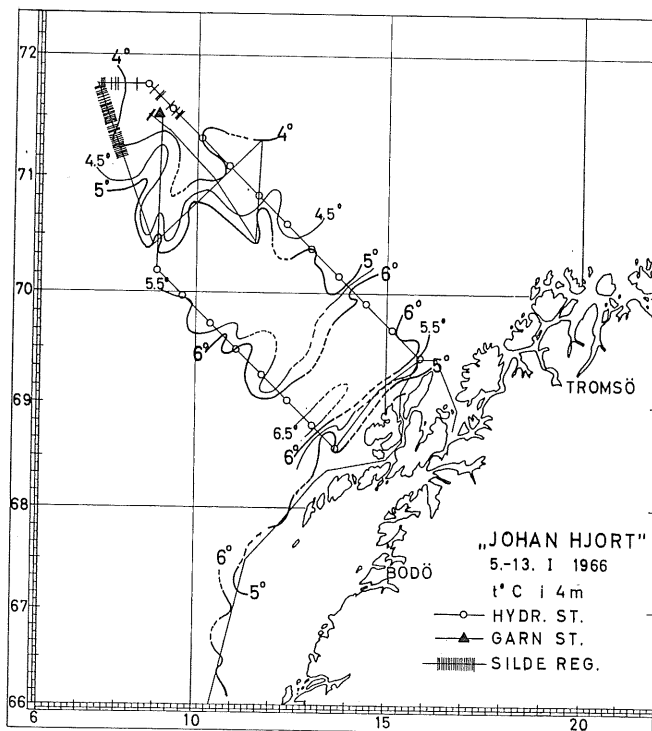 72
4°
4°
71
4.5°
5°
4.5°
5°
6°
70
5.5°
6°
5.5°
6°
5°
TROMSÖ
69
6.5°
6°
68
„JOHAN HJORT"
5.-13. I 1966
BODÖ
6°
t° C i 4m
5°
67
HYDR. ST.
GARN ST.
SILDE REG.
66
6 10 15 20